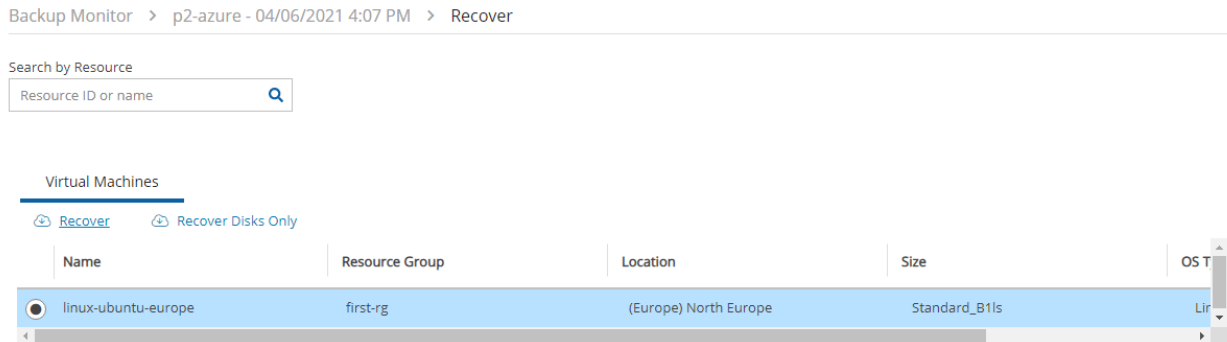 Backup Monitor > p2-azure - 04/06/2021 4:07 PM > Recover
Search by Resource
Resource ID or name
Virtual Machines
Recover Recover Disks Only
Name Resource Group Location Size OS T
linux-ubuntu-europe first-rg (Europe) North Europe Standard_B1ls